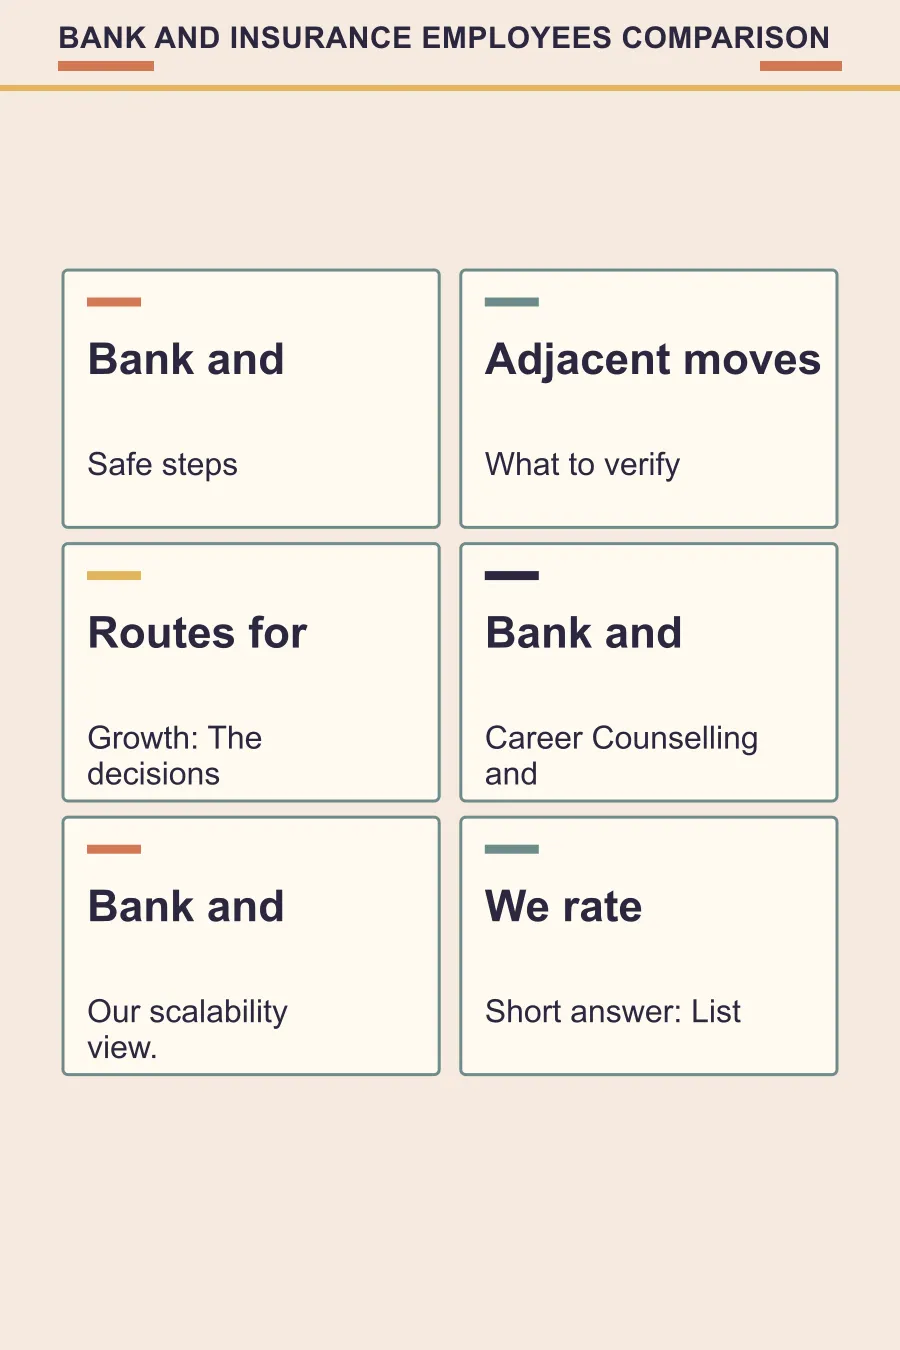 BANK AND INSURANCE EMPLOYEES COMPARISON
Bank and
Safe steps
Adjacent moves
What to verify
Routes for
Growth: The
decisions
Bank and
Career Counselling
and
Bank and
Our scalability
view.
We rate
Short answer: List